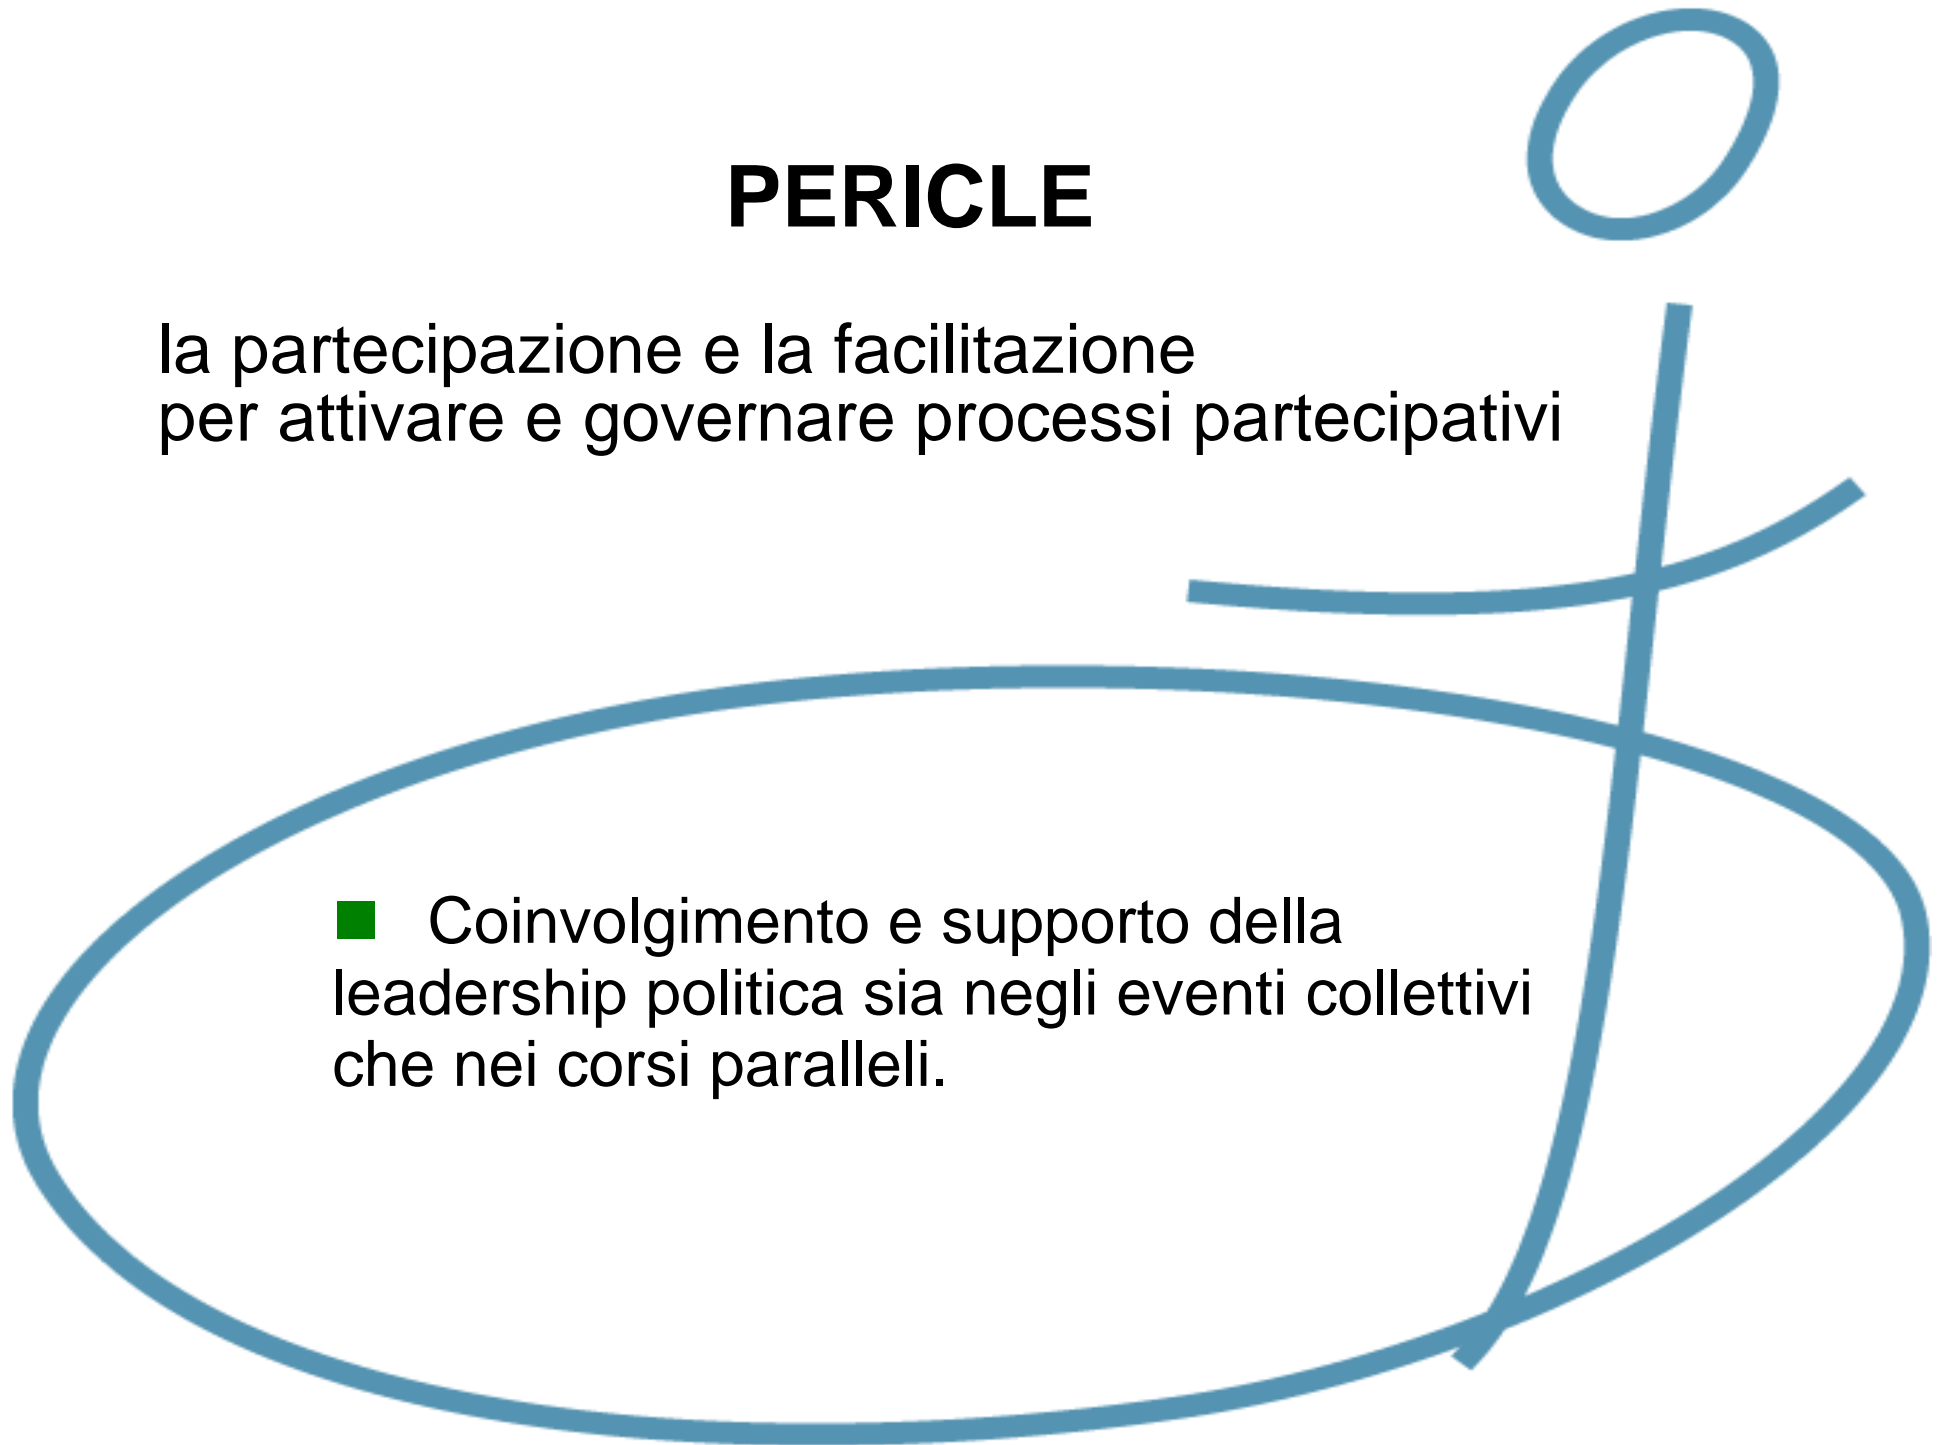 PERICLE
la partecipazione e la facilitazione
per attivare e governare processi partecipativi
Coinvolgimento e supporto della
leadership politica sia negli eventi collettivi
che nei corsi paralleli.